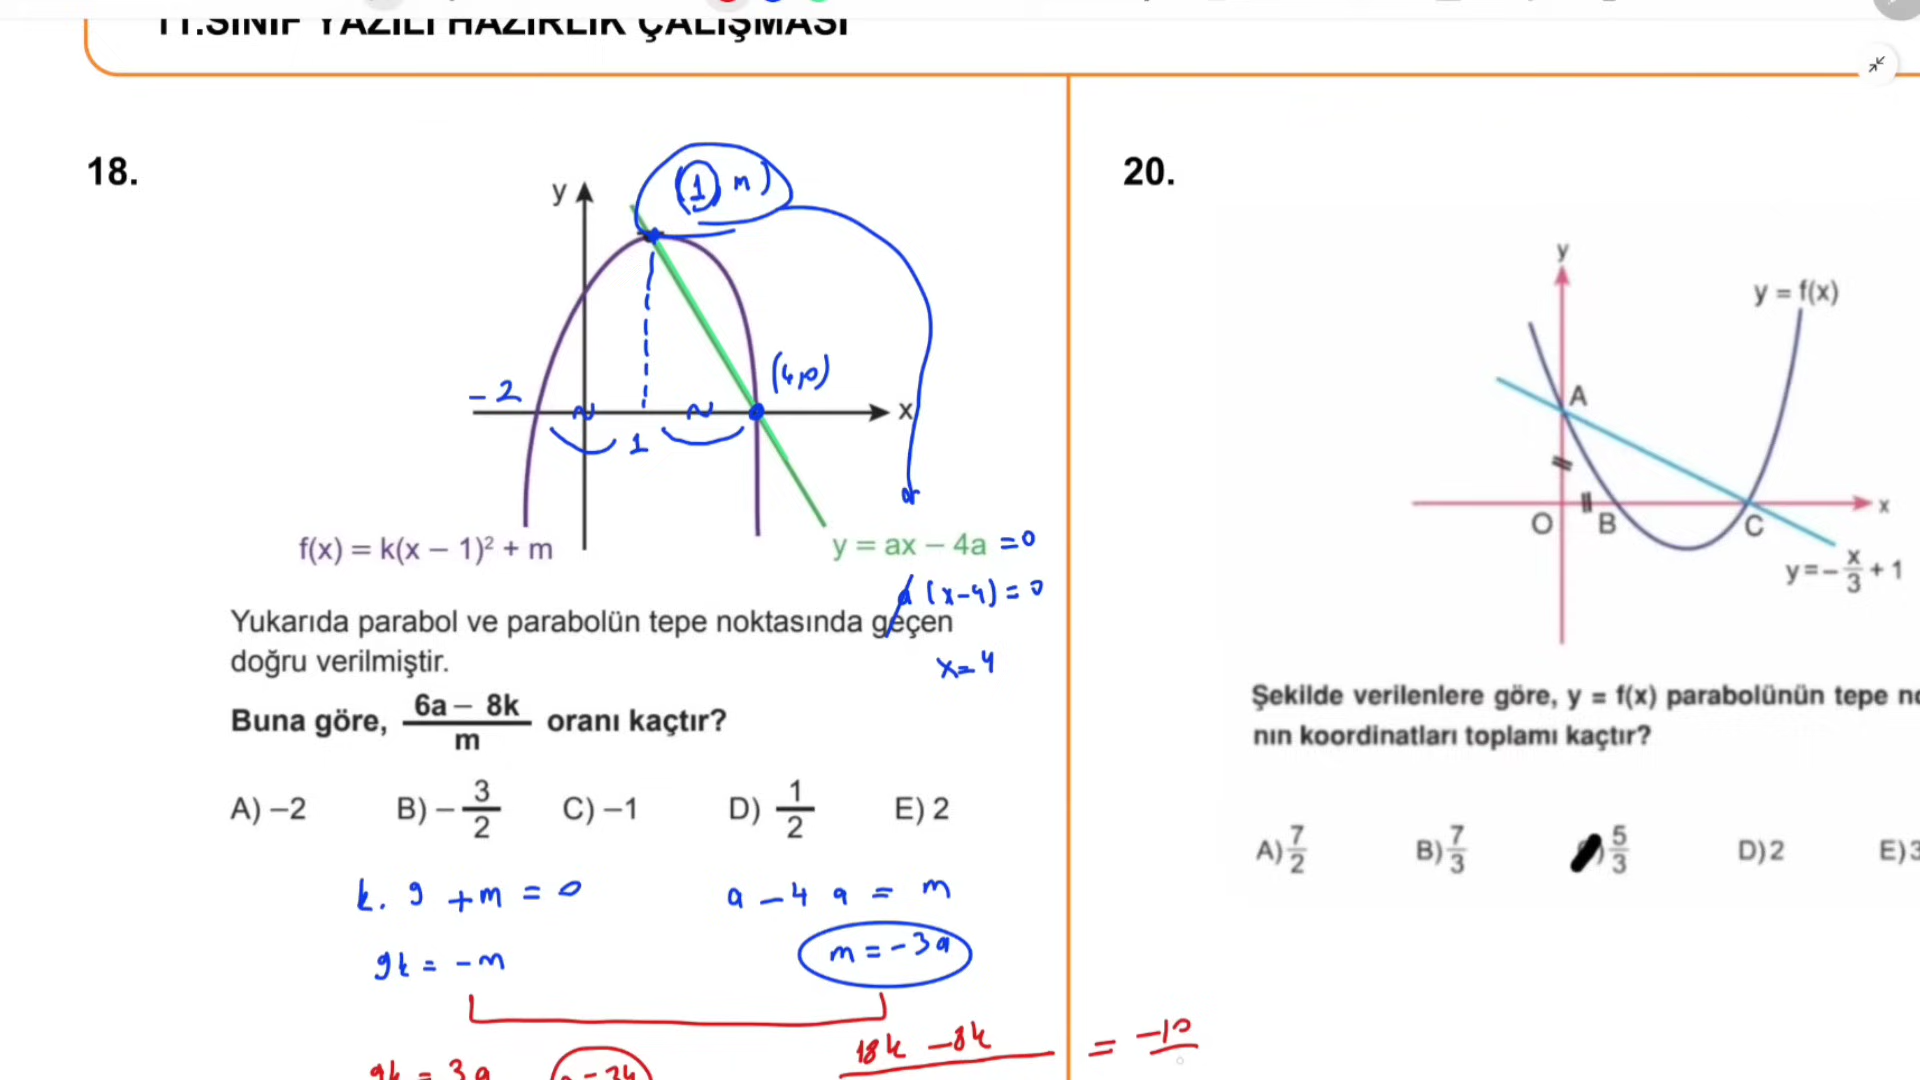 11.SINIF YAZILI HAZIRLIK ÇALIŞMASI
18.
y
(1, m)
(4,0)
-2
1
x
f(x) = k(x – 1)² + m
y = ax – 4a = 0
a(x-4) = 0
x = 4
Yukarıda parabol ve parabolün tepe noktasında geçen
doğru verilmiştir.
Buna göre, 6a – 8k / m oranı kaçtır?
A) –2 B) – 3/2 C) –1 D) 1/2 E) 2
k. 9 + m = 0
9k = -m
a - 4a = m
m = -3a
9k = 3a
18k - 8k = -10
20.
y
y = f(x)
A
O B C x
y = – x/3 + 1
Şekilde verilenlere göre, y = f(x) parabolünün tepe
nın koordinatları toplamı kaçtır?
A) 7/2 B) 7/3 ) 5/3 D) 2 E) 3